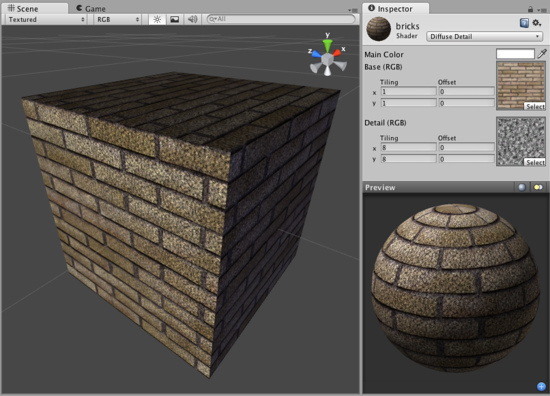 Scene
Game
Textured
RGB
All
y
x
z
Inspector
bricks
Shader
Diffuse Detail
Main Color
Base (RGB)
Tiling Offset
x 1 0
y 1 0
Select
Detail (RGB)
Tiling Offset
x 8 0
y 8 0
Select
Preview